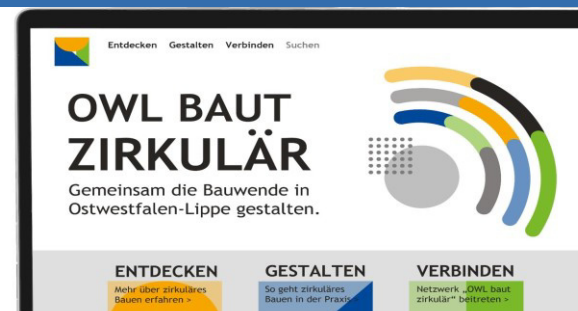 Entdecken Gestalten Verbinden Suchen
OWL BAUT
ZIRKULÄR
Gemeinsam die Bauwende in
Ostwestfalen-Lippe gestalten.
ENTDECKEN
Mehr über zirkuläres
Bauen erfahren >
GESTALTEN
So geht zirkuläres
Bauen in der Praxis >
VERBINDEN
Netzwerk „OWL baut
zirkulär“ beitreten >